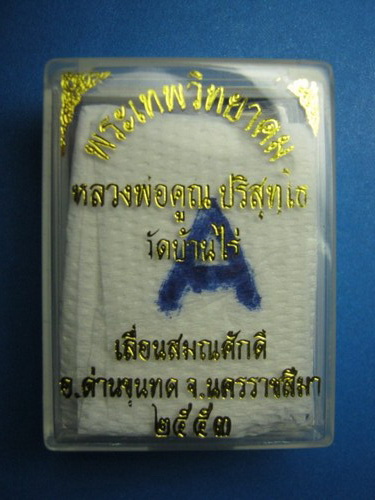 พระเทพวิทยาคม
หลวงพ่อคูณ ปริสุทฺโธ
วัดบ้านไร่
A
เลื่อนสมณศักดิ์
อ.ด่านขุนทด จ.นครราชสีมา
๒๕๕๓